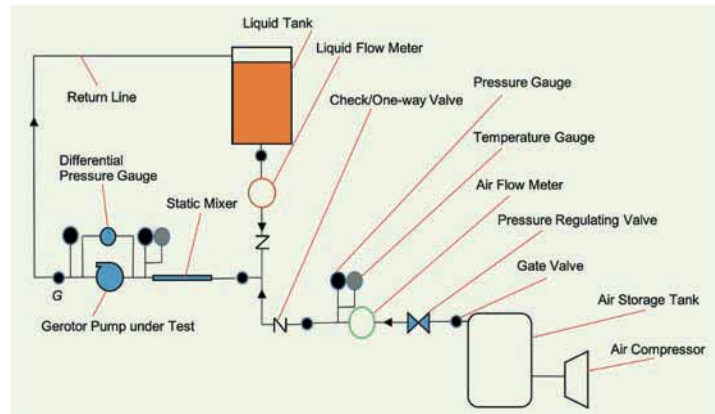 Liquid Tank
Liquid Flow Meter
Pressure Gauge
Return Line
Check/One-way Valve
Temperature Gauge
Differential
Pressure Gauge
Static Mixer
Air Flow Meter
Pressure Regulating Valve
Gate Valve
G
Gerotor Pump under Test
Air Storage Tank
Air Compressor